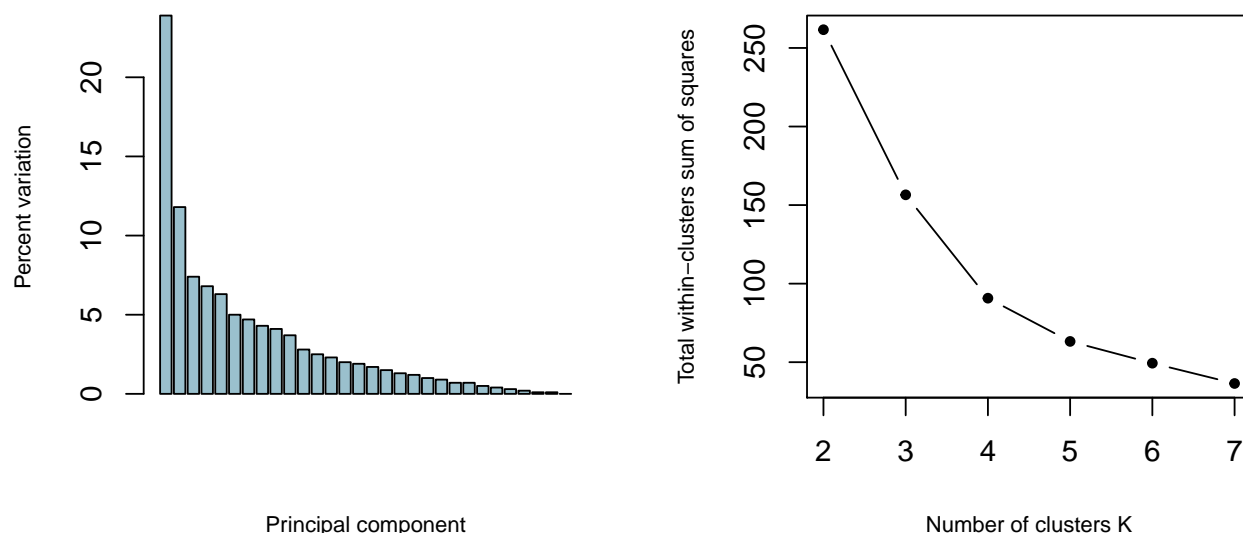 Percent variation
0
5
10
15
20
Principal component
Total within−clusters sum of squares
50
100
150
200
250
2 3 4 5 6 7
Number of clusters K